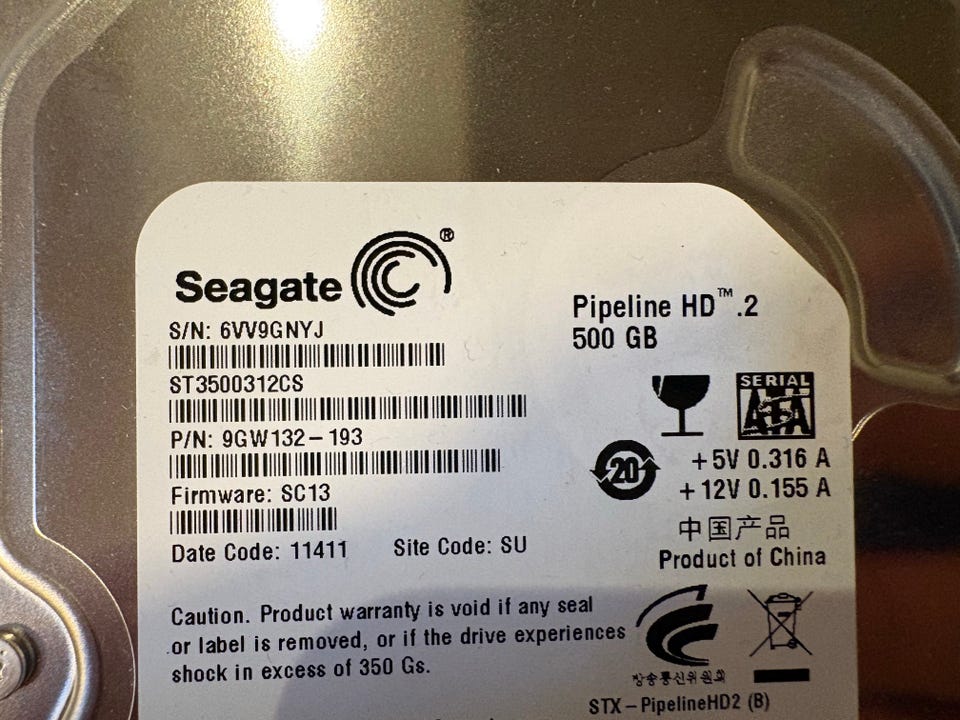 Seagate ®
S/N: 6VV9GNYJ
ST3500312CS
P/N: 9GW132-193
Firmware: SC13
Date Code: 11411 Site Code: SU
Pipeline HD™.2
500 GB
SERIAL
ATA
20
+5V 0.316 A
+12V 0.155 A
中国产品
Product of China
Caution. Product warranty is void if any seal
or label is removed, or if the drive experiences
shock in excess of 350 Gs.
방송통신위원회
STX-PipelineHD2 (B)